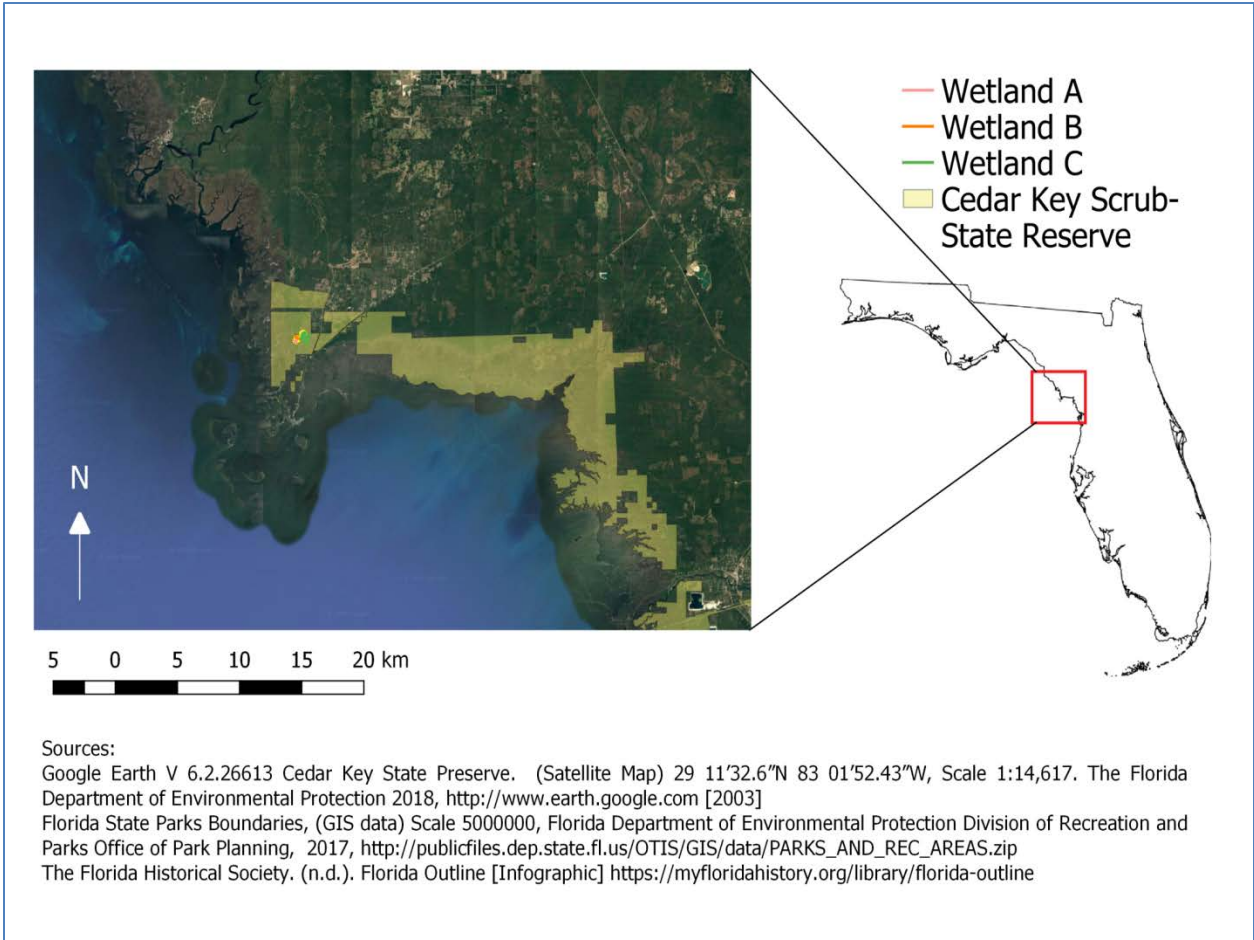 Wetland A
Wetland B
Wetland C
Cedar Key Scrub-
State Reserve
N
5 0 5 10 15 20 km
Sources:
Google Earth V 6.2.26613 Cedar Key State Preserve. (Satellite Map) 29 11’32.6”N 83 01’52.43”W, Scale 1:14,617. The Florida
Department of Environmental Protection 2018, http://www.earth.google.com [2003]
Florida State Parks Boundaries, (GIS data) Scale 5000000, Florida Department of Environmental Protection Division of Recreation and
Parks Office of Park Planning, 2017, http://publicfiles.dep.state.fl.us/OTIS/GIS/data/PARKS_AND_REC_AREAS.zip
The Florida Historical Society. (n.d.). Florida Outline [Infographic] https://myfloridahistory.org/library/florida-outline